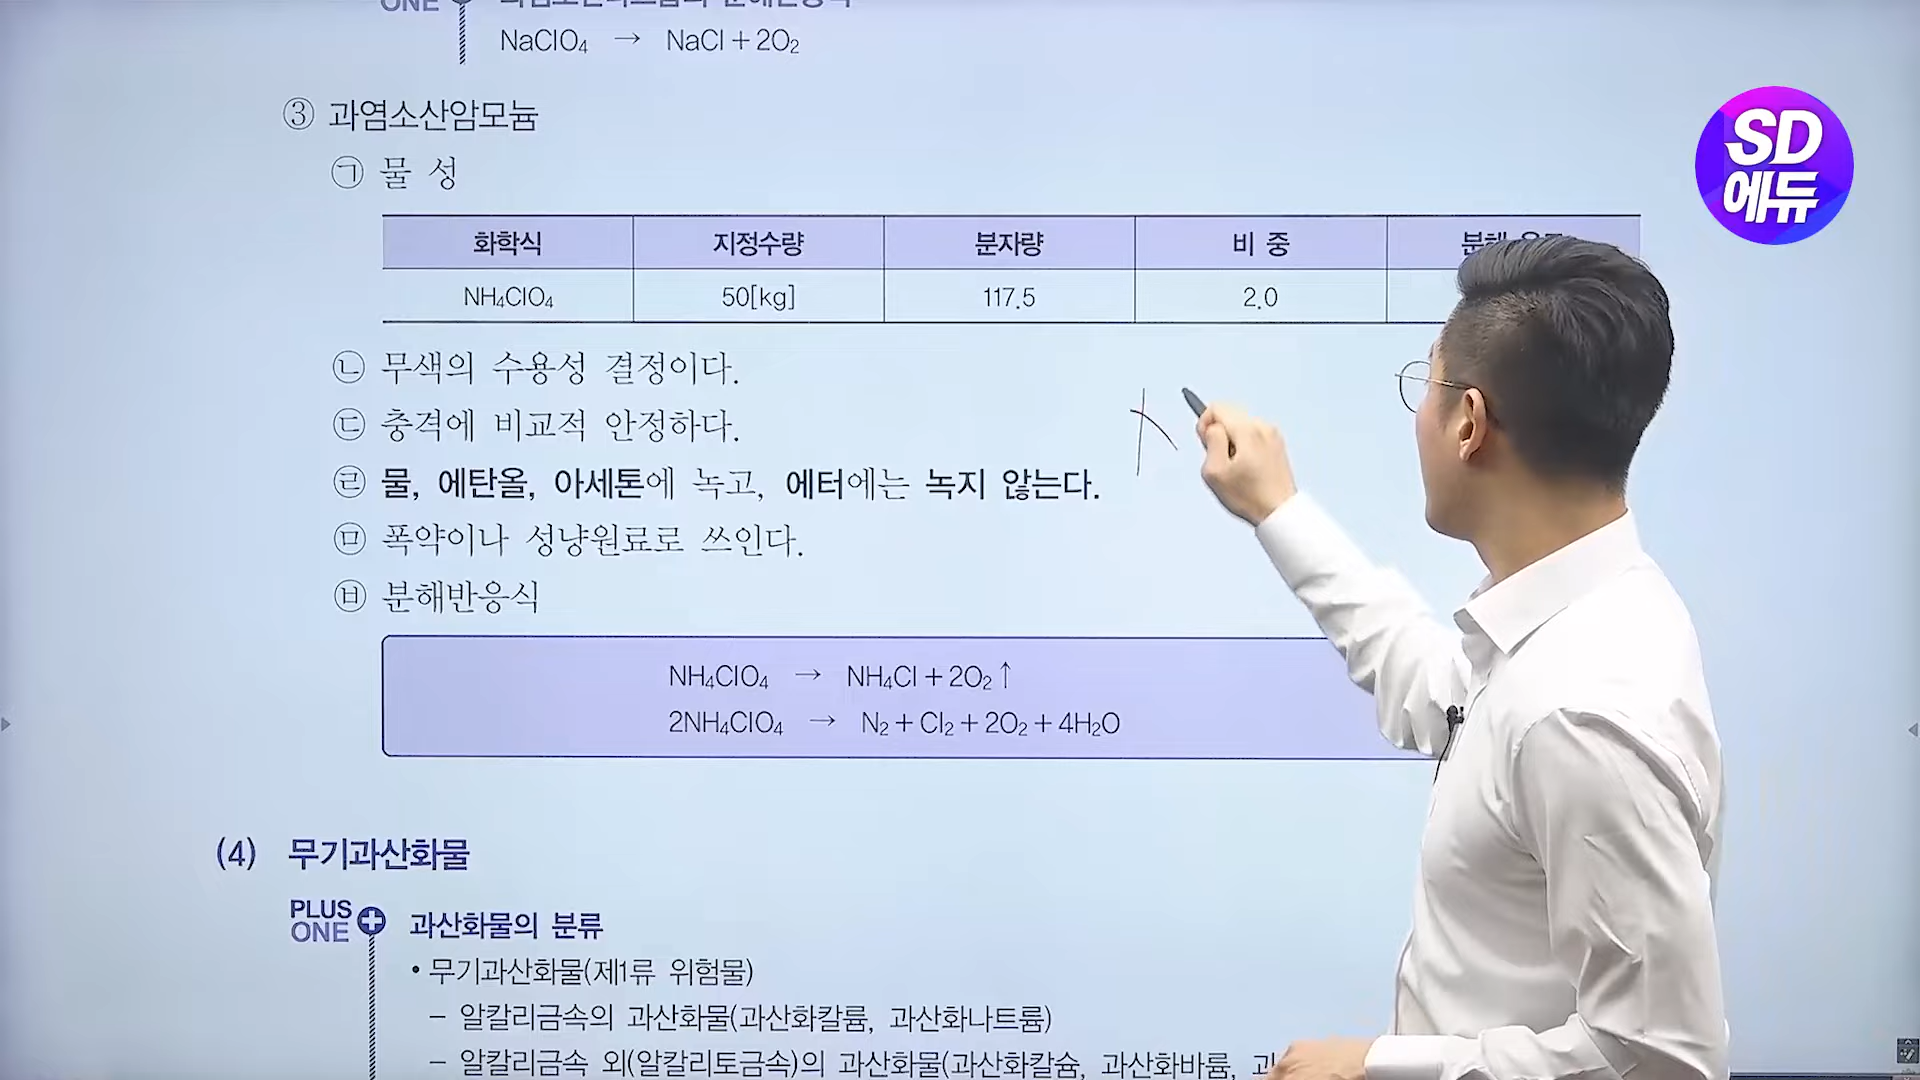 ONE
NaClO₄ → NaCl + 2O₂
SD
에듀
③ 과염소산암모늄
㉠ 물 성
화학식 지정수량 분자량 비 중 분해
NH₄ClO₄ 50[kg] 117.5 2.0
㉡ 무색의 수용성 결정이다.
㉢ 충격에 비교적 안정하다.
㉣ 물, 에탄올, 아세톤에 녹고, 에터에는 녹지 않는다.
㉤ 폭약이나 성냥원료로 쓰인다.
㉥ 분해반응식
NH₄ClO₄ → NH₄Cl + 2O₂↑
2NH₄ClO₄ → N₂ + Cl₂ + 2O₂ + 4H₂O
(4) 무기과산화물
PLUS
ONE 과산화물의 분류
• 무기과산화물(제1류 위험물)
− 알칼리금속의 과산화물(과산화칼륨, 과산화나트륨)
− 알칼리금속 외(알칼리토금속)의 과산화물(과산화칼슘, 과산화바륨,